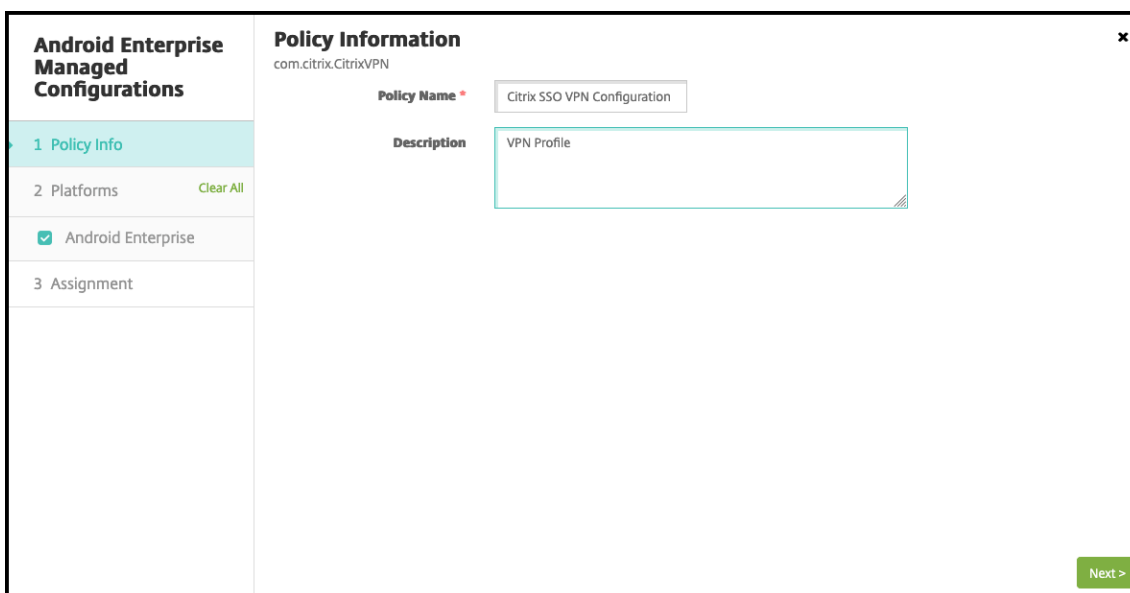 Android Enterprise
Managed
Configurations
1 Policy Info
2 Platforms
Clear All
Android Enterprise
3 Assignment
Policy Information
com.citrix.CitrixVPN
Policy Name *
Citrix SSO VPN Configuration
Description
VPN Profile
Next >